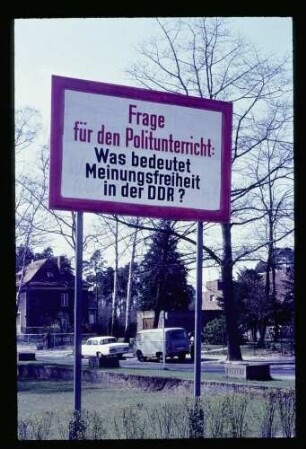 Frage
für den Politunterricht:
Was bedeutet
Meinungsfreiheit
in der DDR?